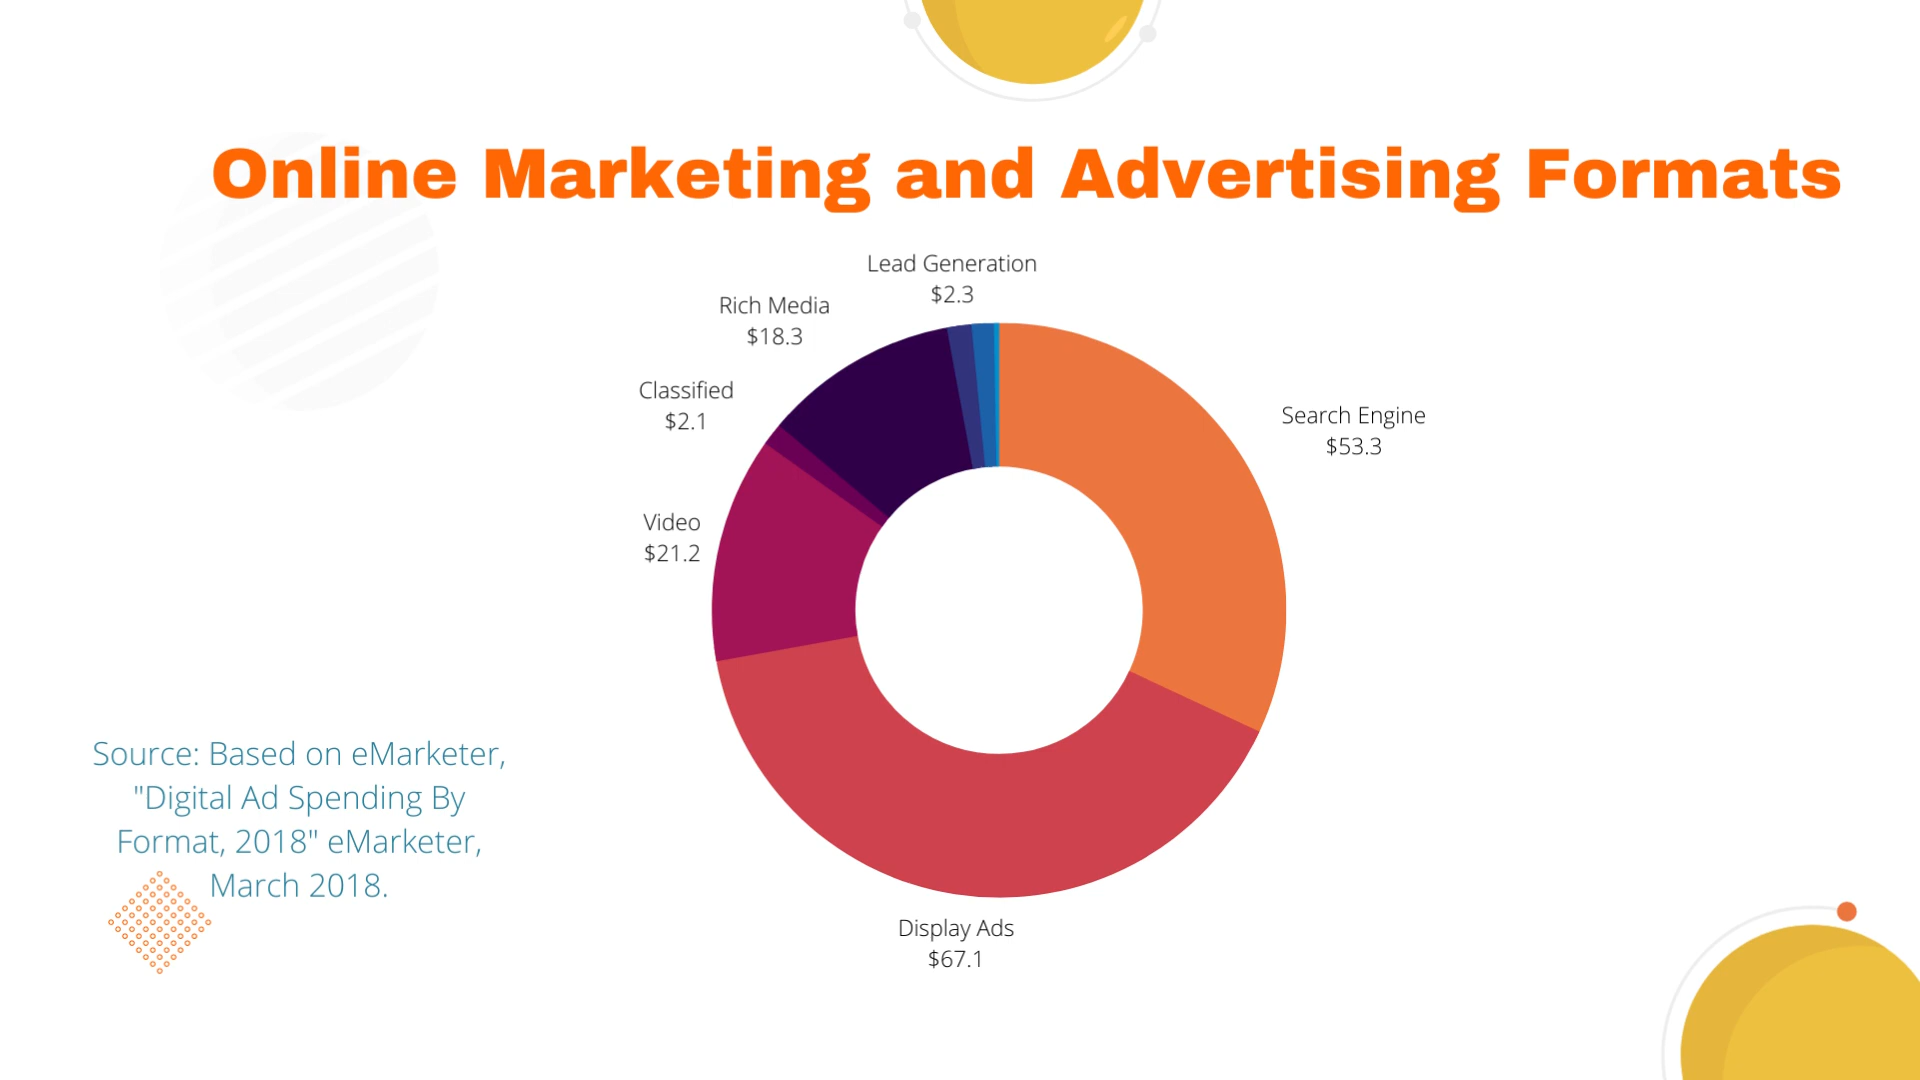 Online Marketing and Advertising Formats
Lead Generation
$2.3
Rich Media
$18.3
Classified
$2.1
Search Engine
$53.3
Video
$21.2
Source: Based on eMarketer,
"Digital Ad Spending By
Format, 2018" eMarketer,
March 2018.
Display Ads
$67.1